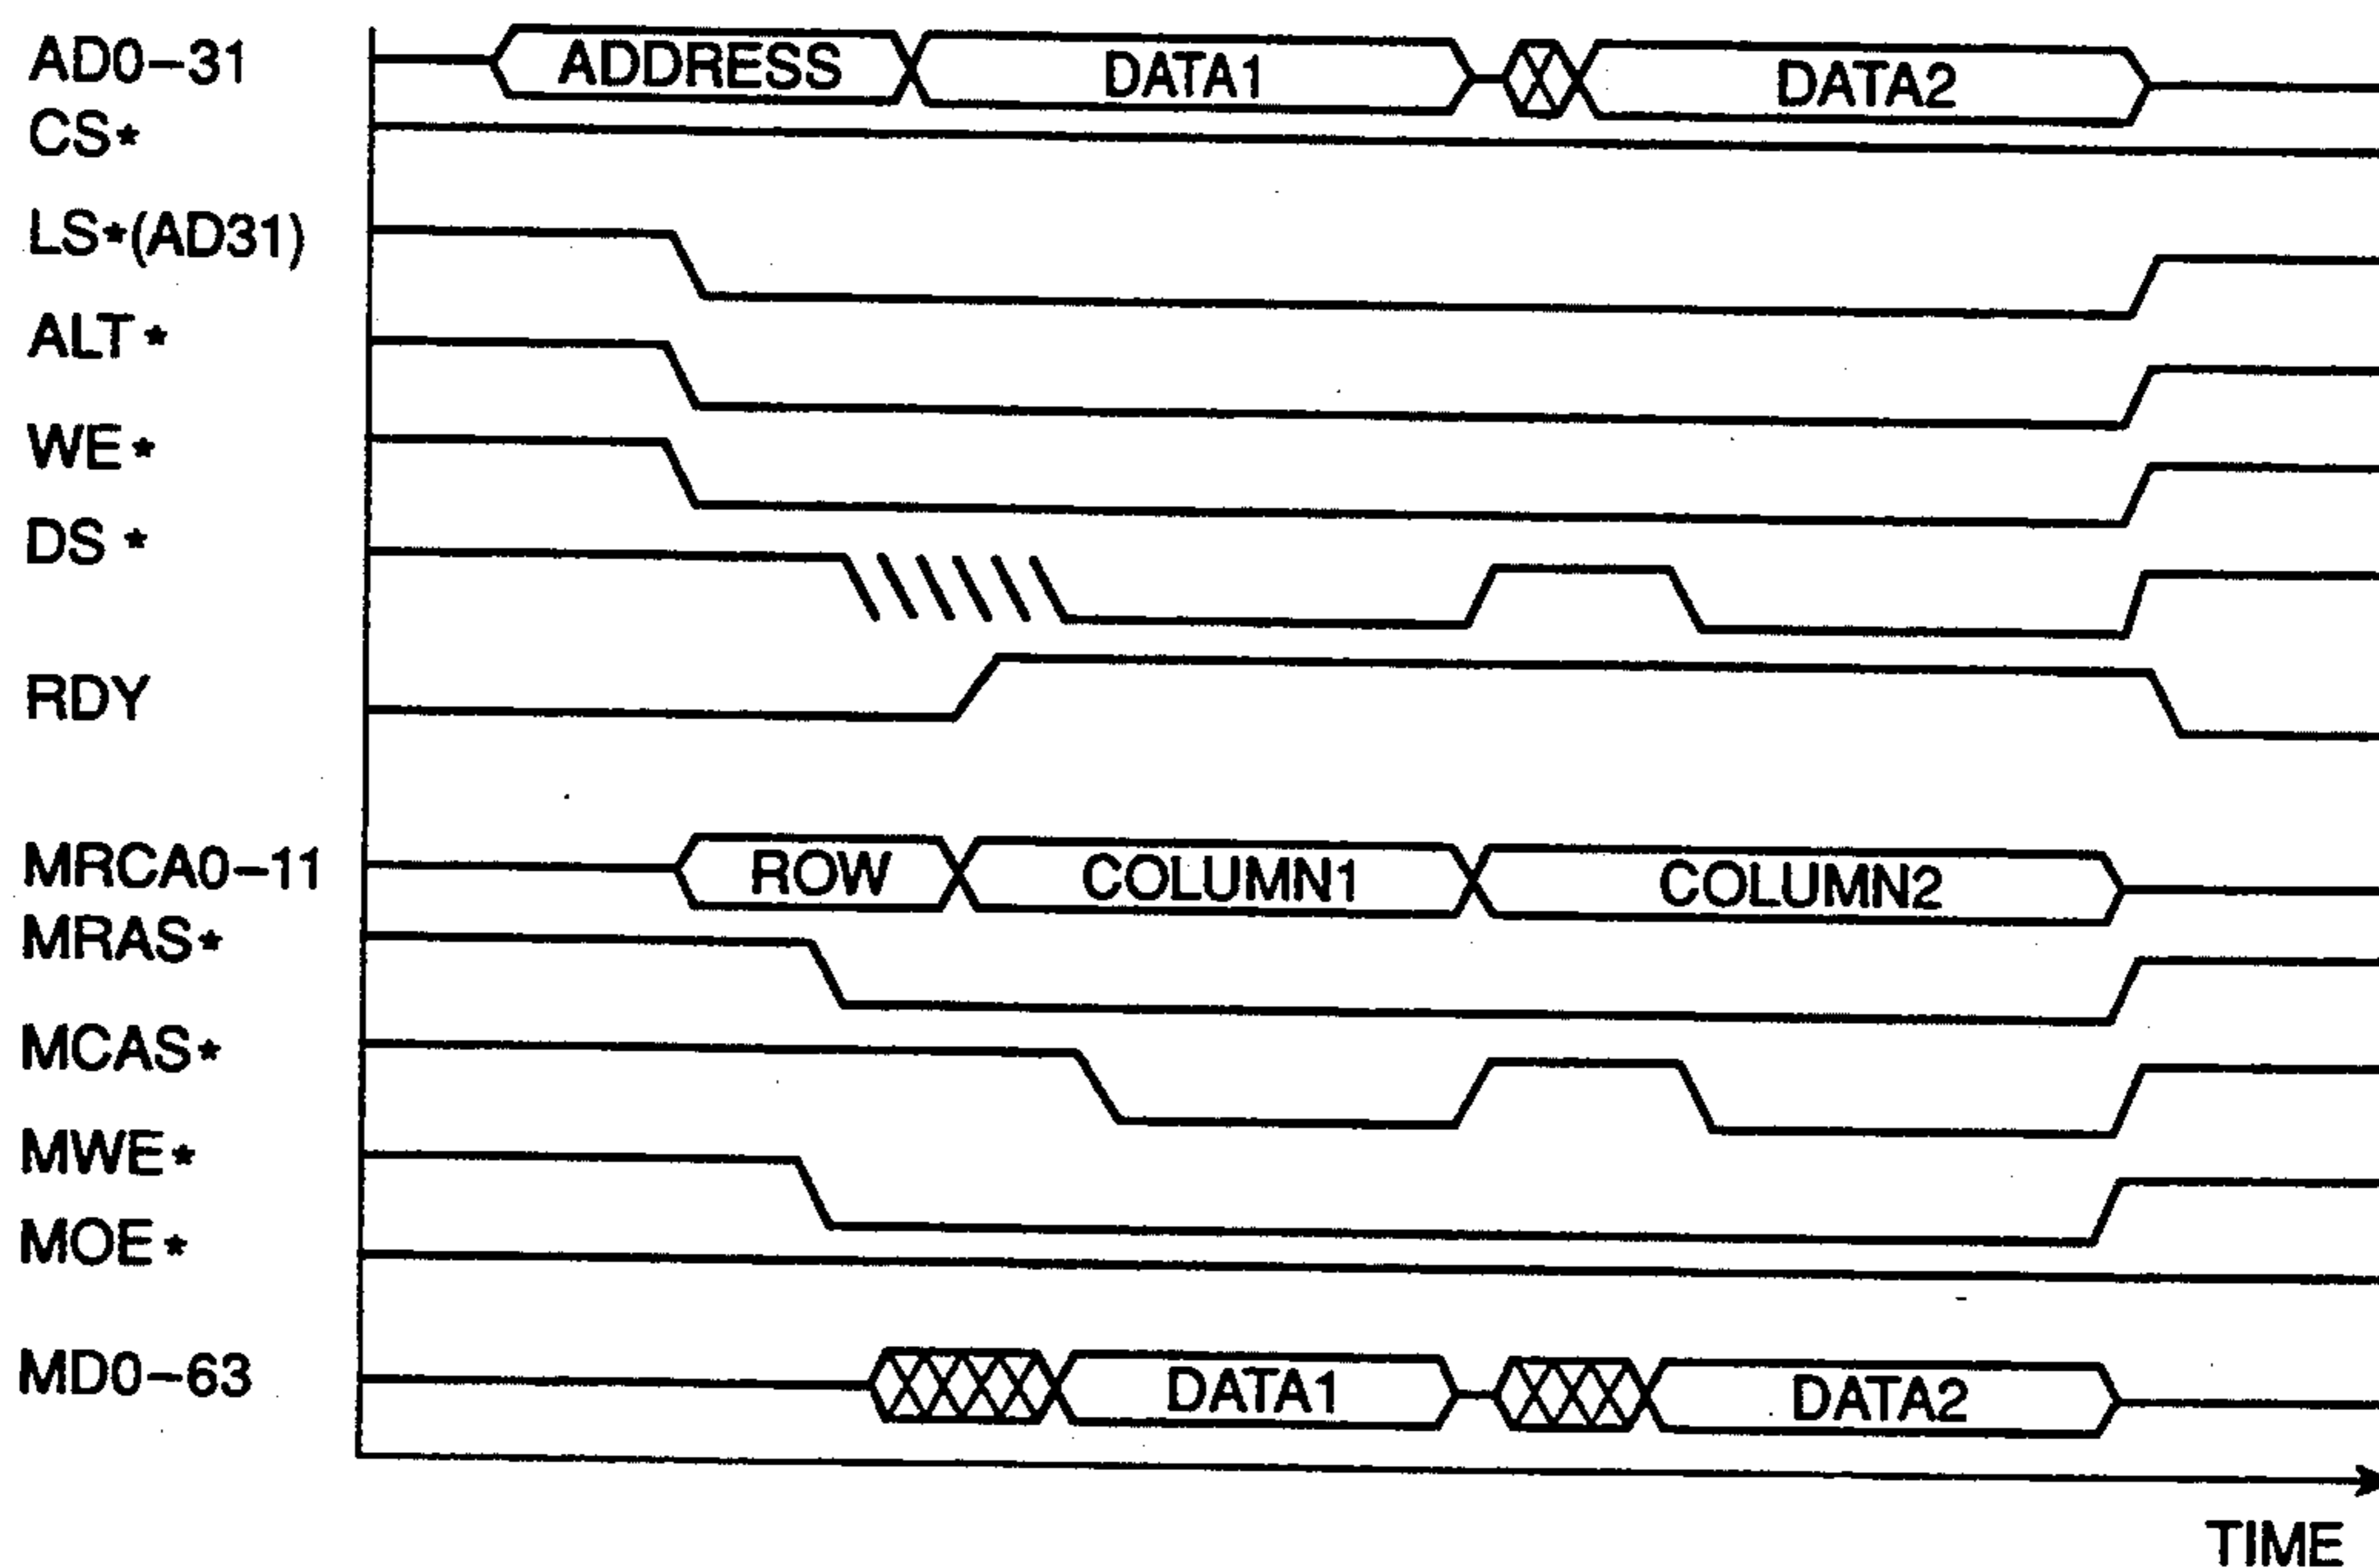 AD0-31 ADDRESS DATA1 DATA2
CS*
LS*(AD31)
ALT*
WE*
DS*
RDY
MRCA0-11 ROW COLUMN1 COLUMN2
MRAS*
MCAS*
MWE*
MOE*
MD0-63 DATA1 DATA2
TIME